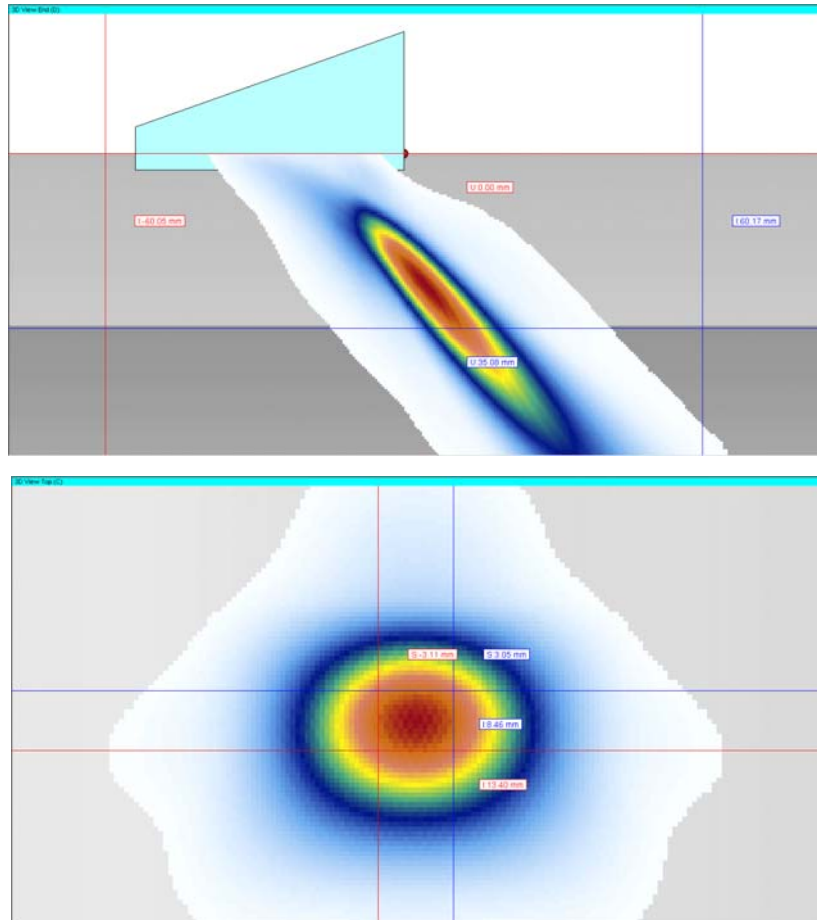 3D View End (D)
U:0.00 mm
I:-60.05 mm
I:60.17 mm
U:35.08 mm
3D View Top (C)
S:-3.11 mm
S:3.05 mm
I:8.46 mm
I:13.40 mm